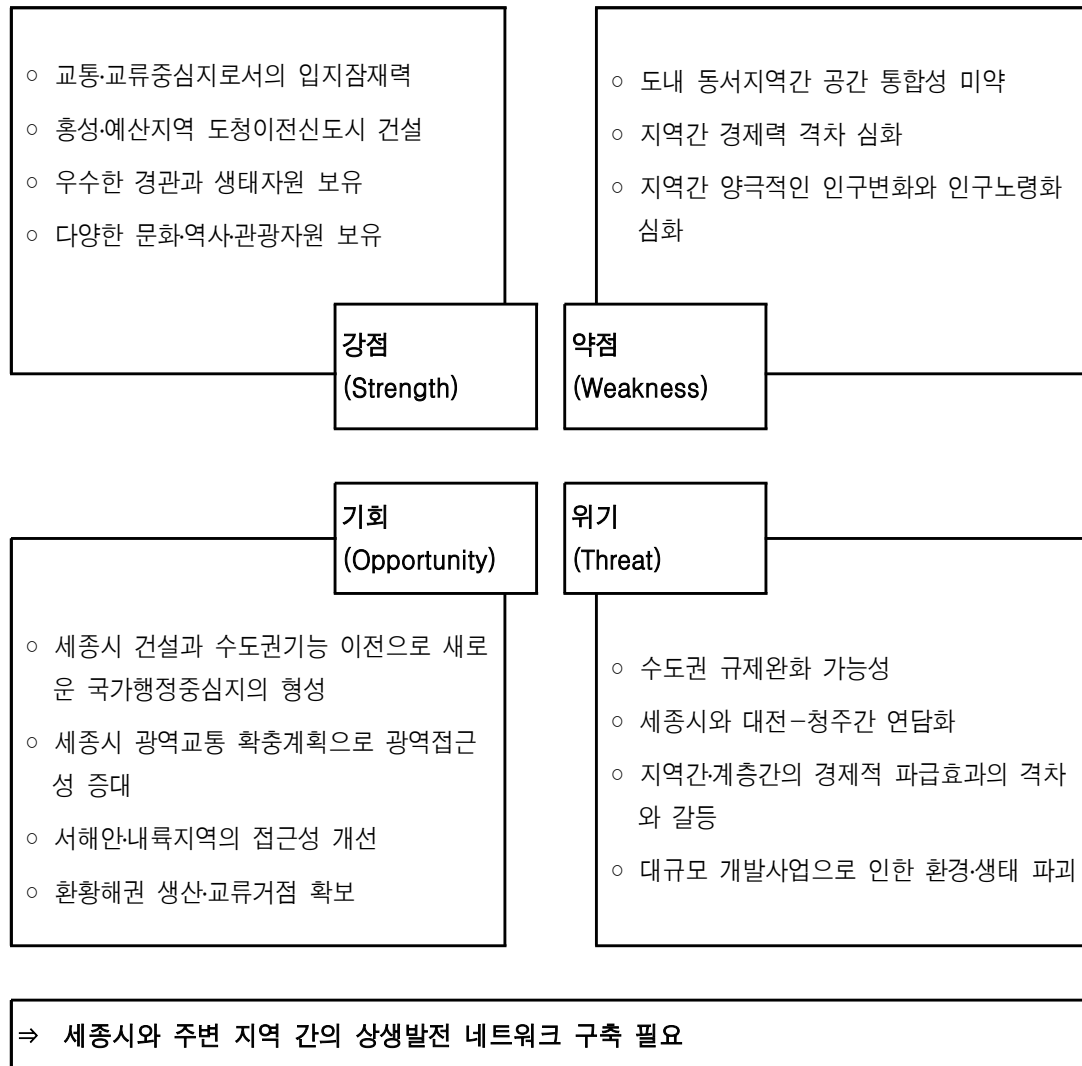 ○ 교통·교류중심지로서의 입지잠재력
○ 홍성·예산지역 도청이전신도시 건설
○ 우수한 경관과 생태자원 보유
○ 다양한 문화·역사·관광자원 보유
강점
(Strength)
○ 도내 동서지역간 공간 통합성 미약
○ 지역간 경제력 격차 심화
○ 지역간 양극적인 인구변화와 인구노령화
심화
약점
(Weakness)
기회
(Opportunity)
○ 세종시 건설과 수도권기능 이전으로 새로
운 국가행정중심지의 형성
○ 세종시 광역교통 확충계획으로 광역접근
성 증대
○ 서해안·내륙지역의 접근성 개선
○ 환황해권 생산·교류거점 확보
위기
(Threat)
○ 수도권 규제완화 가능성
○ 세종시와 대전–청주간 연담화
○ 지역간·계층간의 경제적 파급효과의 격차
와 갈등
○ 대규모 개발사업으로 인한 환경·생태 파괴
⇒ 세종시와 주변 지역 간의 상생발전 네트워크 구축 필요